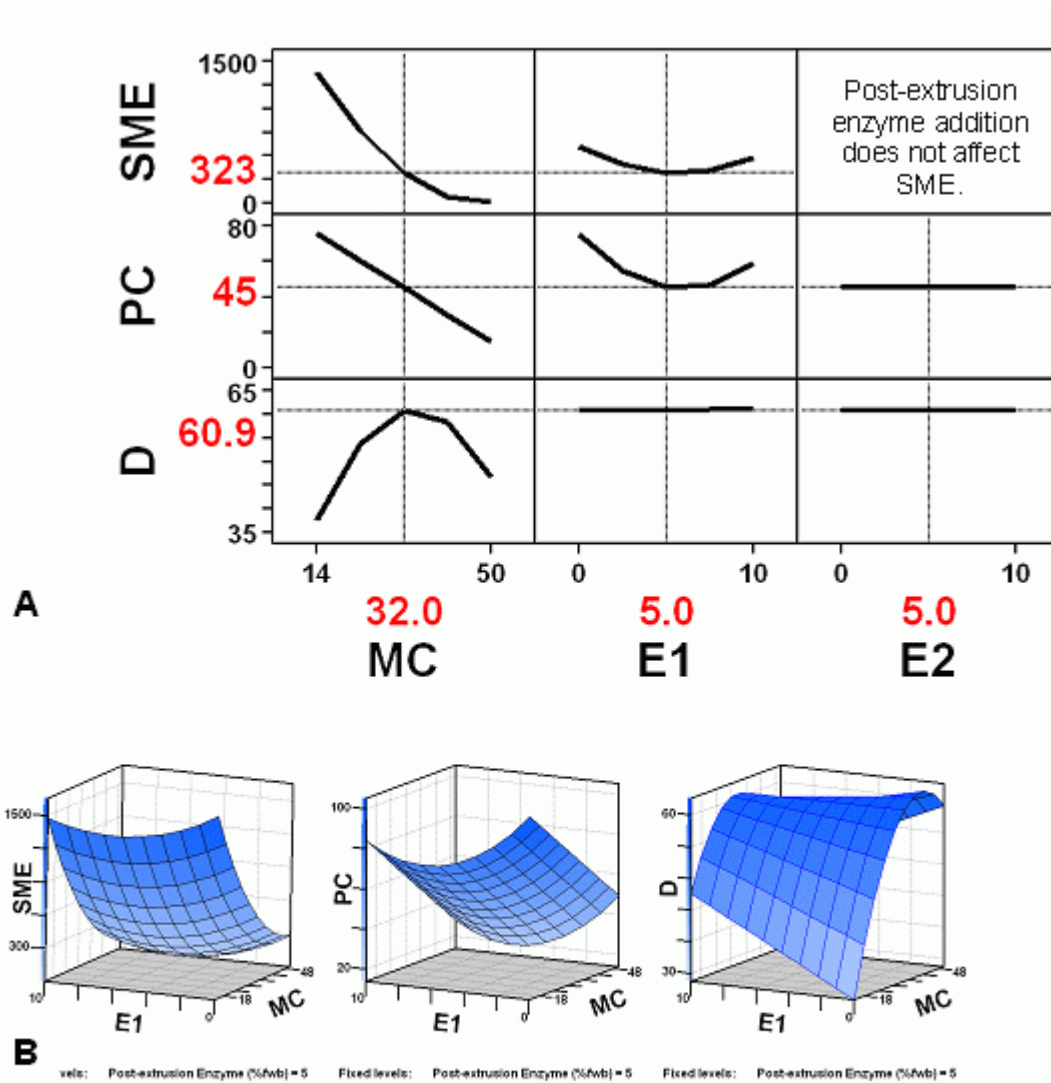 SME
1500
323
0
Post-extrusion
enzyme addition
does not affect
SME.
PC
80
45
0
D
65
60.9
35
14
50
0
10
0
10
A
32.0
5.0
5.0
MC
E1
E2
SME
1500
300
10
E1
0
18
MC
48
PC
100
20
10
E1
0
18
MC
48
D
60
30
10
E1
0
18
MC
48
B
vels: Post-extrusion Enzyme (%fwb) = 5
Fixed levels: Post-extrusion Enzyme (%fwb) = 5
Fixed levels: Post-extrusion Enzyme (%fwb) = 5